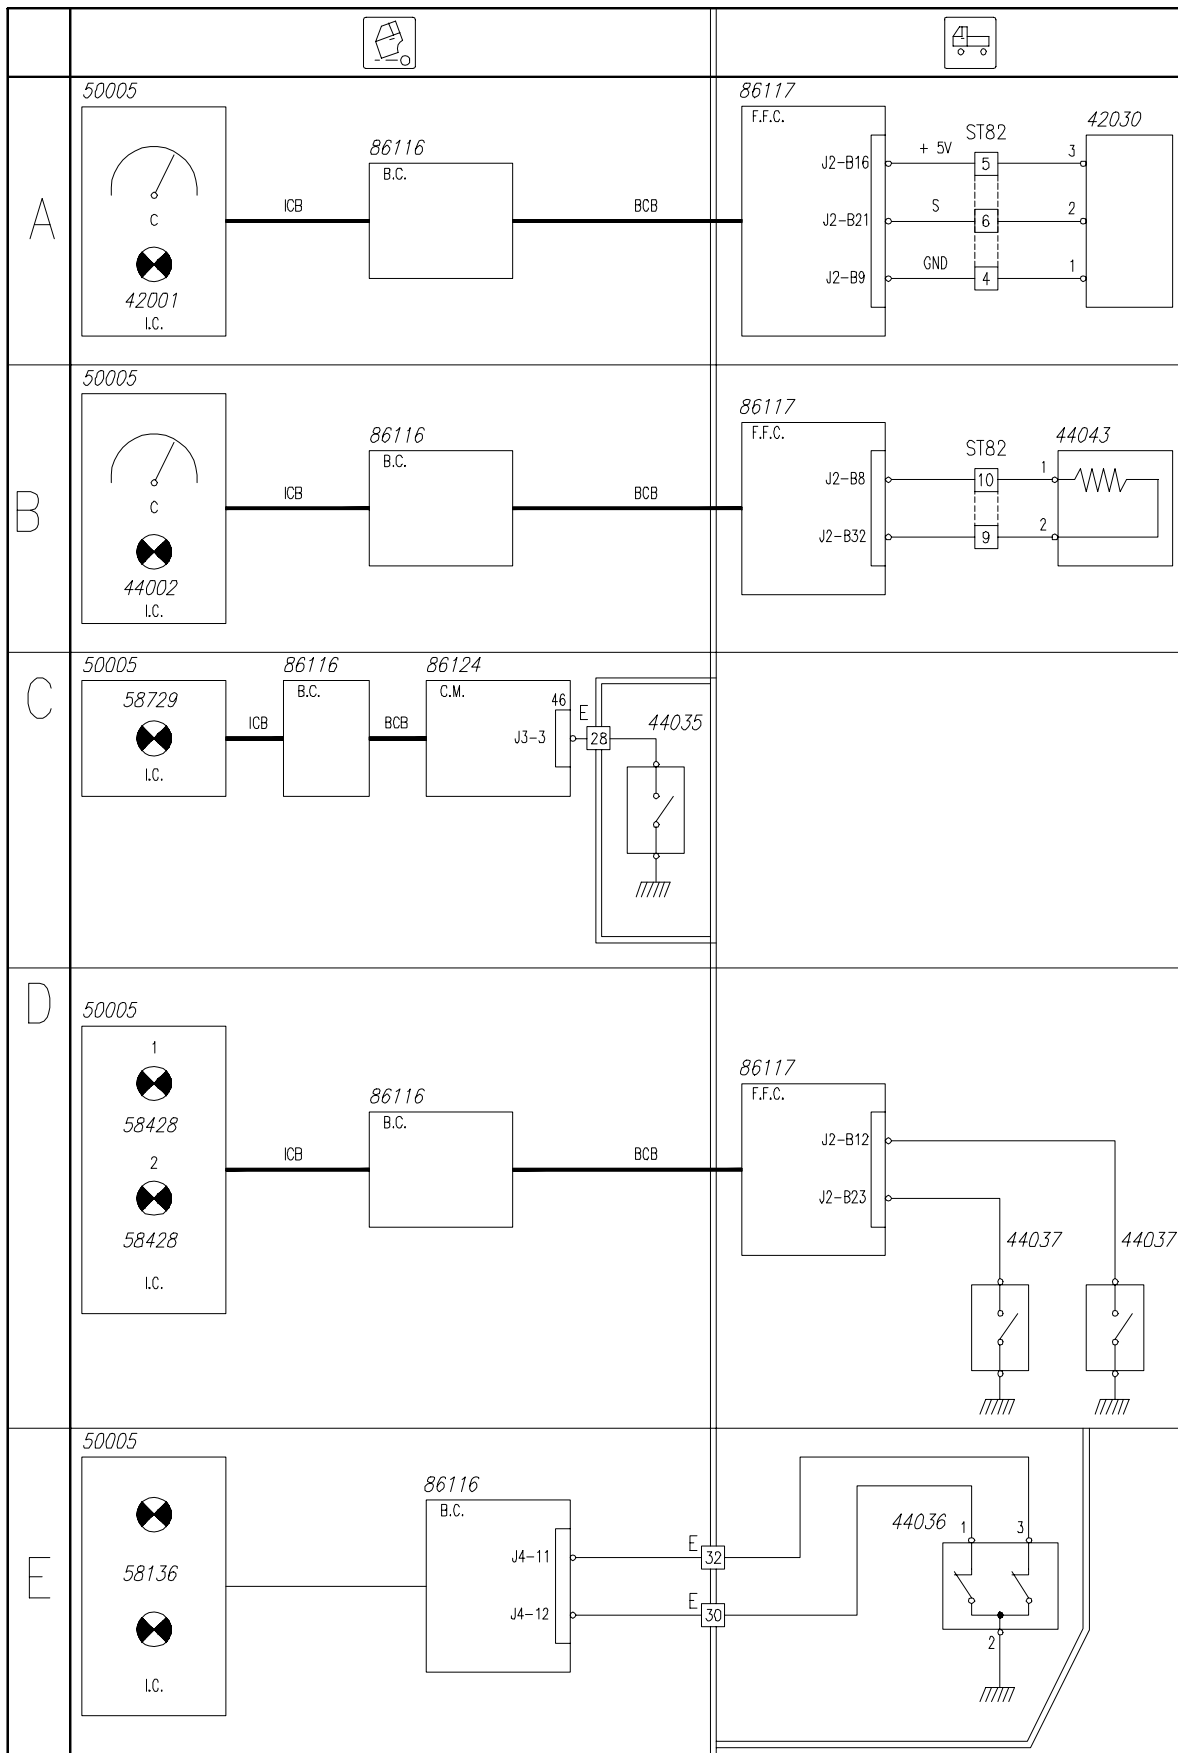 A
50005
C
42001
I.C.
ICB
86116
B.C.
BCB
86117
F.F.C.
J2-B16
J2-B21
J2-B9
+ 5V
S
GND
ST82
5
6
4
3
2
1
42030
B
50005
C
44002
I.C.
ICB
86116
B.C.
BCB
86117
F.F.C.
J2-B8
J2-B32
ST82
10
9
1
2
44043
C
50005
58729
I.C.
ICB
86116
B.C.
BCB
86124
C.M.
46
J3-3
E
28
44035
D
50005
1
58428
2
58428
I.C.
ICB
86116
B.C.
BCB
86117
F.F.C.
J2-B12
J2-B23
44037
44037
E
50005
58136
I.C.
86116
B.C.
J4-11
J4-12
E
32
E
30
44036
1
3
2